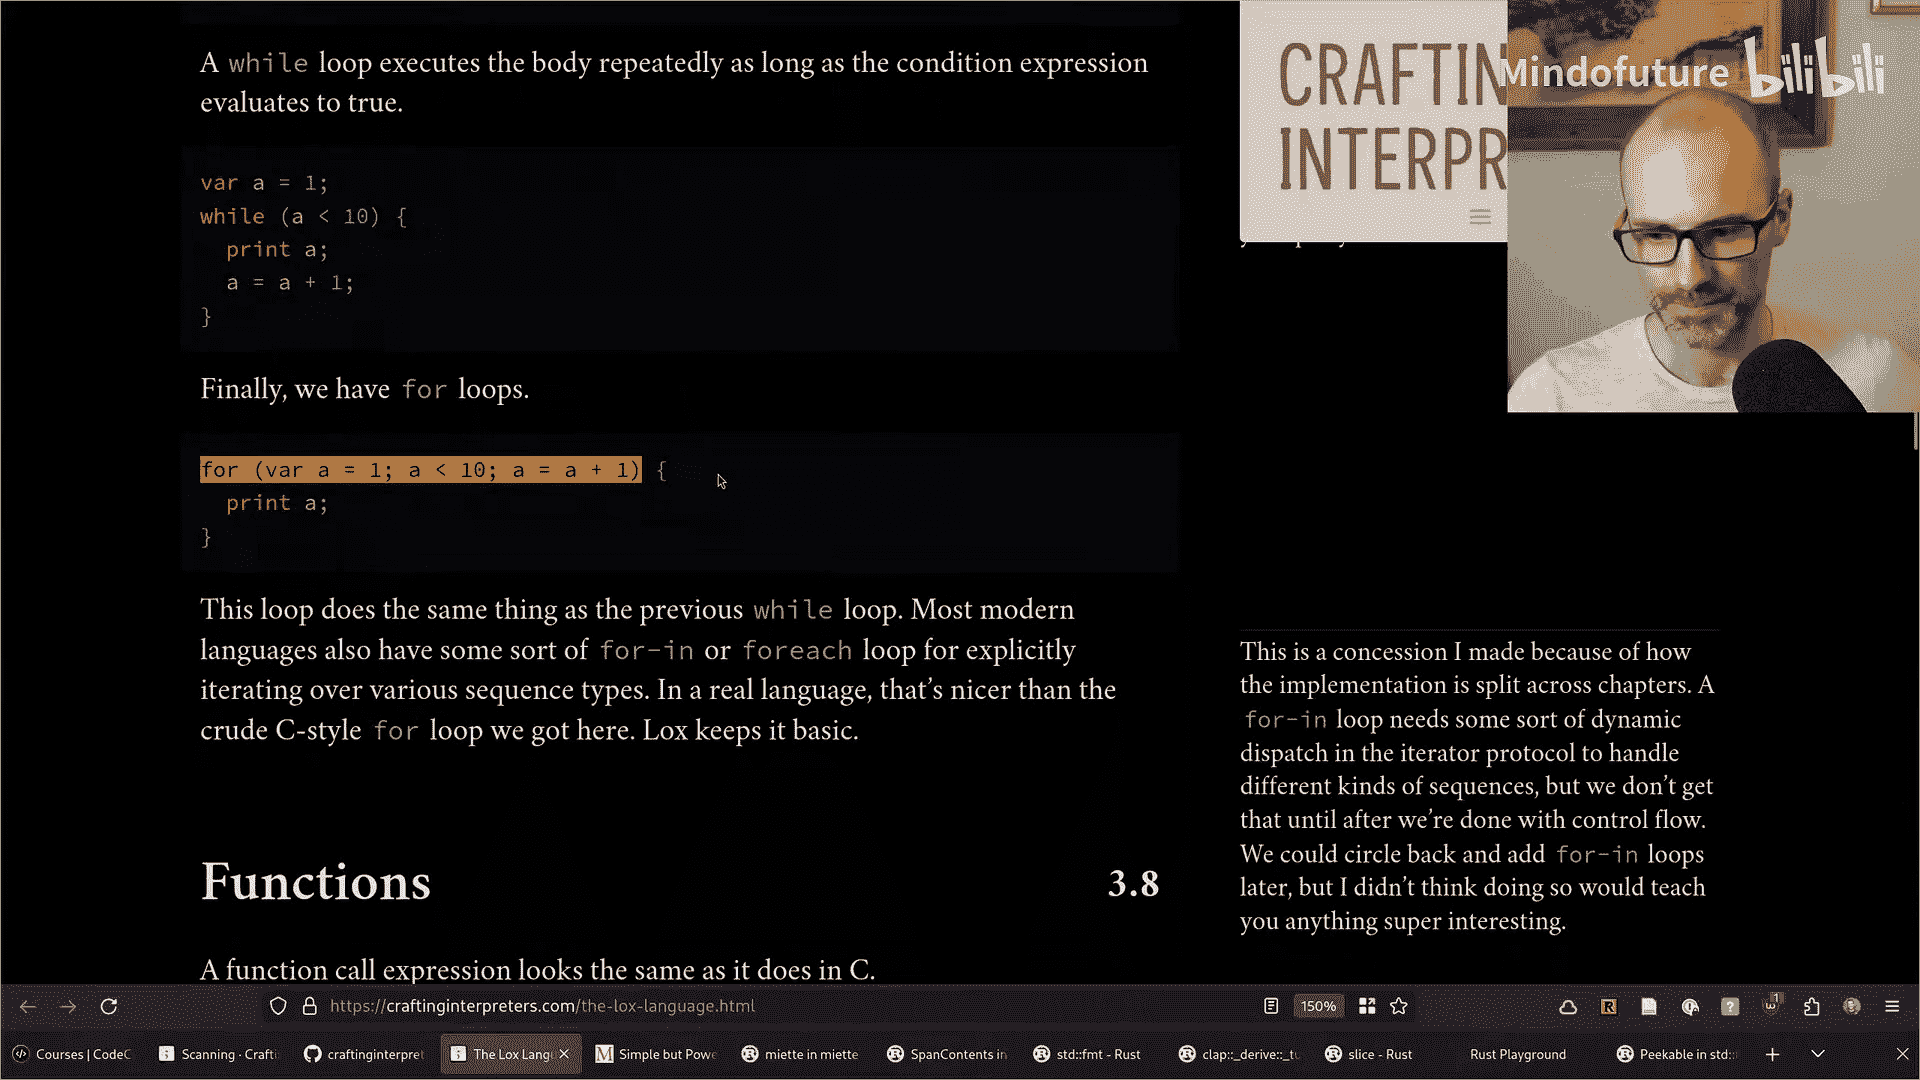 A while loop executes the body repeatedly as long as the condition expression
evaluates to true.
var a = 1;
while (a < 10) {
  print a;
  a = a + 1;
}
Finally, we have for loops.
for (var a = 1; a < 10; a = a + 1) {
  print a;
}
This loop does the same thing as the previous while loop. Most modern
languages also have some sort of for-in or foreach loop for explicitly
iterating over various sequence types. In a real language, that’s nicer than the
crude C-style for loop we got here. Lox keeps it basic.
Functions 3.8
A function call expression looks the same as it does in C.
CRAFTIN
INTERPR
Mindofuture bilibili
This is a concession I made because of how
the implementation is split across chapters. A
for-in loop needs some sort of dynamic
dispatch in the iterator protocol to handle
different kinds of sequences, but we don’t get
that until after we’re done with control flow.
We could circle back and add for-in loops
later, but I didn’t think doing so would teach
you anything super interesting.
https://craftinginterpreters.com/the-lox-language.html 150%
Courses | CodeC
Scanning · Craft
craftinginterpret
The Lox Lang
Simple but Powe
miette in miette
SpanContents in
std::fmt - Rust
clap::_derive::_tu
slice - Rust
Rust Playground
Peekable in std::